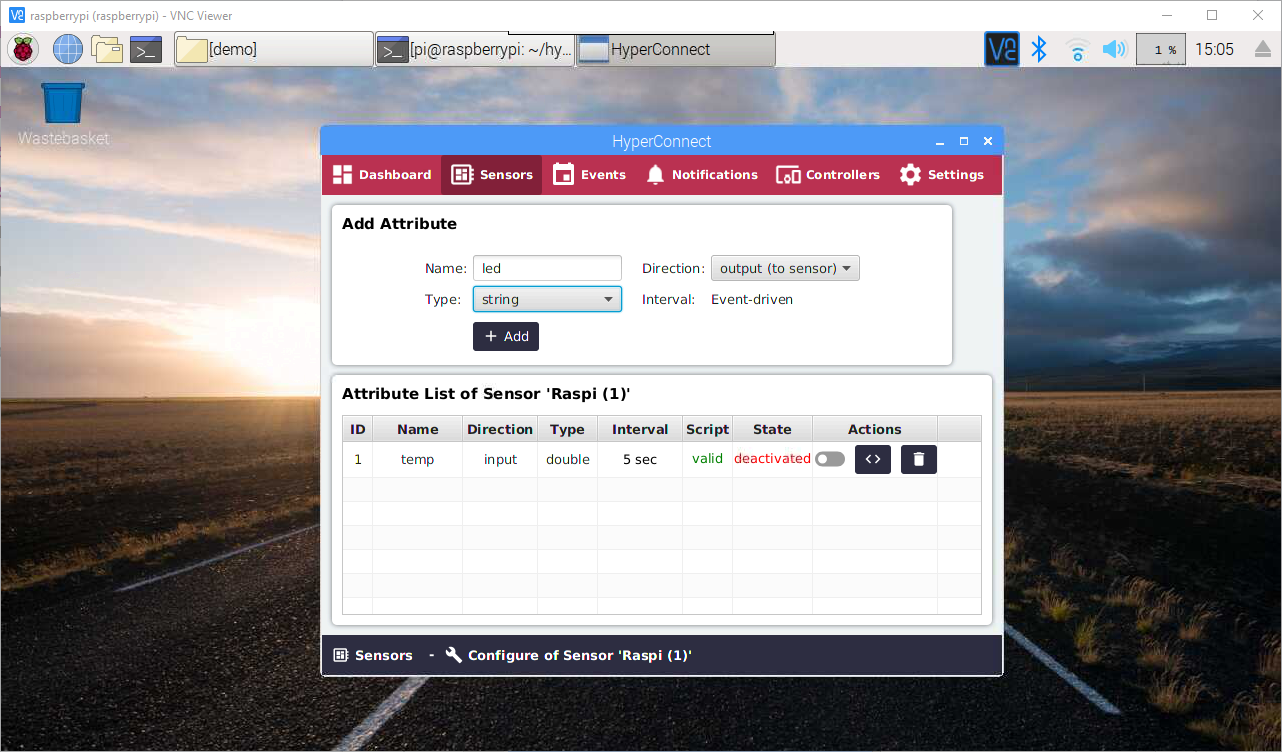 raspberrypi (raspberrypi) - VNC Viewer
[demo] [pi@raspberrypi: ~/hy... HyperConnect 1 % 15:05
Wastebasket
HyperConnect
Dashboard Sensors Events Notifications Controllers Settings
Add Attribute
Name: led Direction: output (to sensor)
Type: string Interval: Event-driven
+ Add
Attribute List of Sensor 'Raspi (1)'
ID Name Direction Type Interval Script State Actions
1 temp input double 5 sec valid deactivated <>
Sensors - Configure of Sensor 'Raspi (1)'